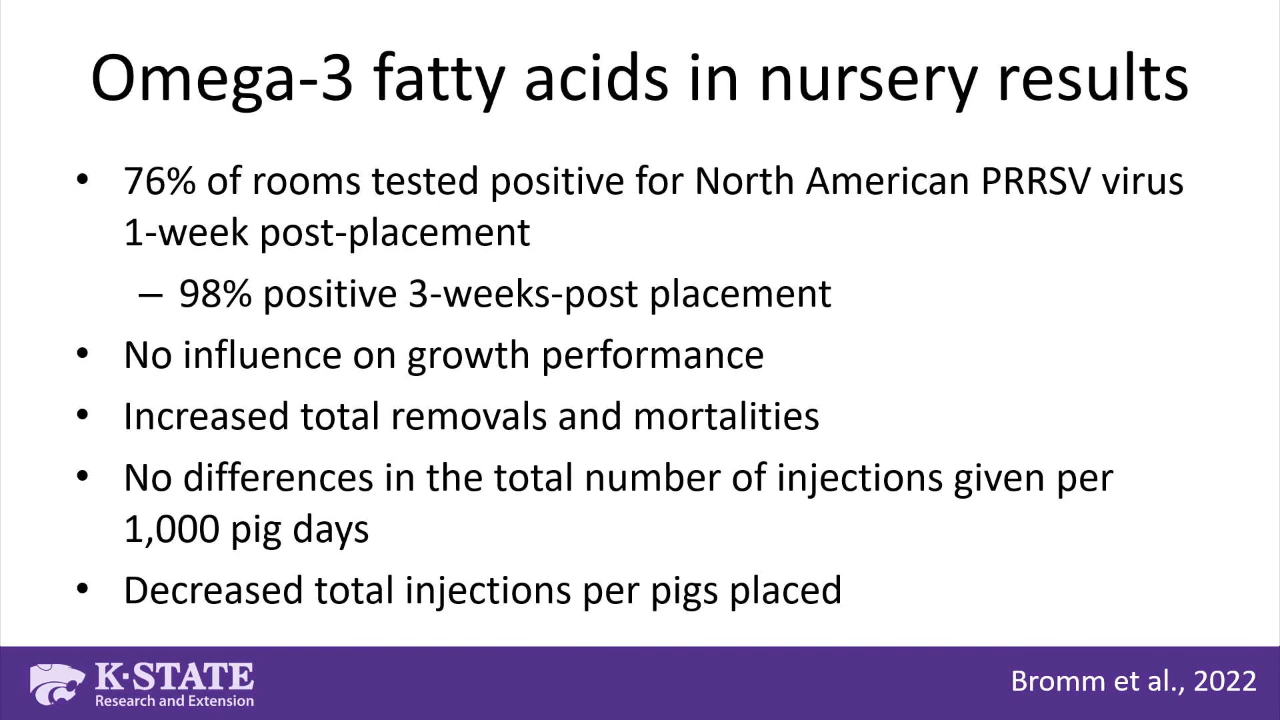 Omega-3 fatty acids in nursery results
• 76% of rooms tested positive for North American PRRSV virus
1-week post-placement
– 98% positive 3-weeks-post placement
• No influence on growth performance
• Increased total removals and mortalities
• No differences in the total number of injections given per
1,000 pig days
• Decreased total injections per pigs placed
K-STATE
Research and Extension
Bromm et al., 2022